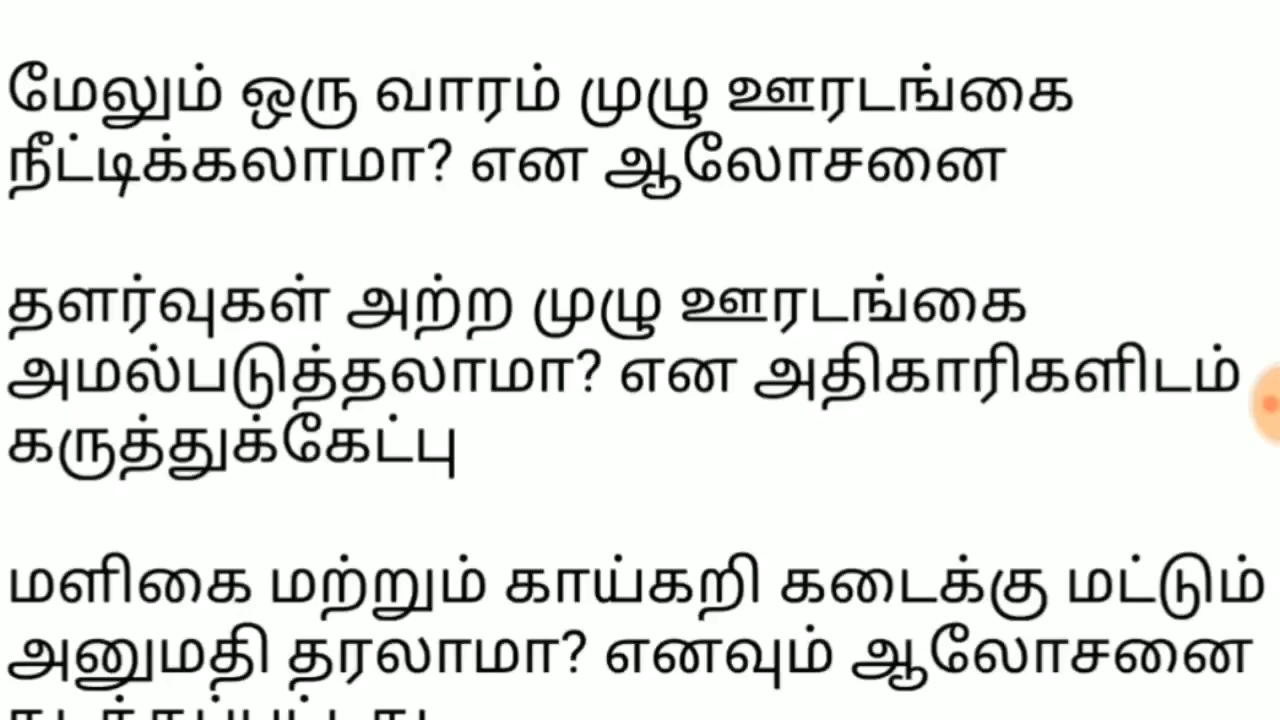 மேலும் ஒரு வாரம் முழு ஊரடங்கை
நீட்டிக்கலாமா? என ஆலோசனை
தளர்வுகள் அற்ற முழு ஊரடங்கை
அமல்படுத்தலாமா? என அதிகாரிகளிடம்
கருத்துக்கேட்பு
மளிகை மற்றும் காய்கறி கடைக்கு மட்டும்
அனுமதி தரலாமா? எனவும் ஆலோசனை